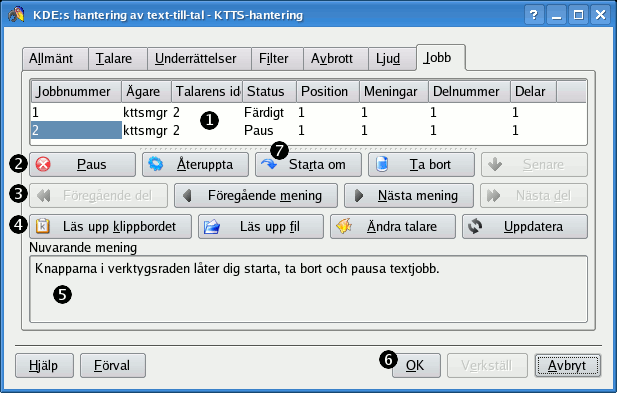 KDE:s hantering av text-till-tal - KTTS-hantering
Allmänt Talare Underrättelser Filter Avbrott Ljud Jobb
Jobbnummer Ägare Talarens ide Status Position Meningar Delnummer Delar
1 kttsmgr 2 Färdigt 1 1 1 1
2 kttsmgr 2 Paus 1 1 1 1
1
7
2 Paus Återuppta Starta om Ta bort Senare
3 Föregående del Föregående mening Nästa mening Nästa del
4 Läs upp klippbordet Läs upp fil Ändra talare Uppdatera
Nuvarande mening
Knapparna i verktygsraden låter dig starta, ta bort och pausa textjobb.
5
6
Hjälp Förval OK Verkställ Avbryt